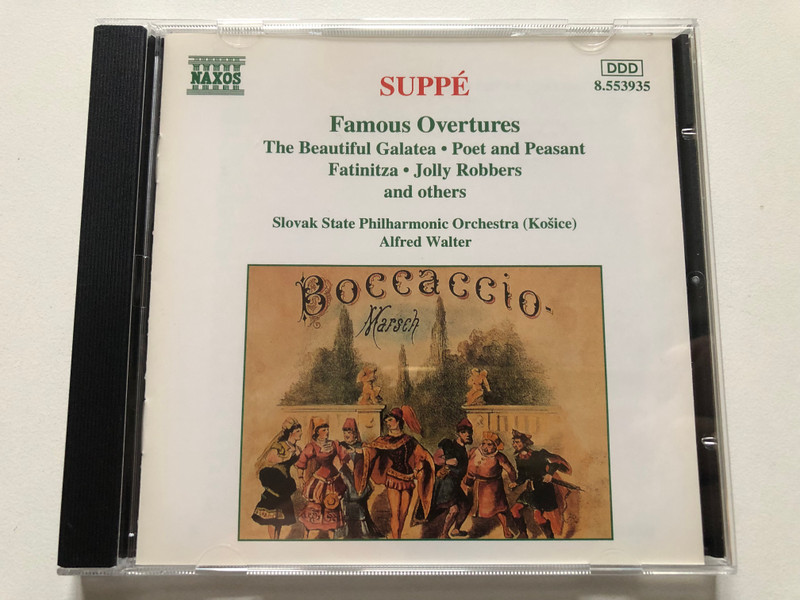 NAXOS
SUPPÉ
DDD
8.553935
Famous Overtures
The Beautiful Galatea • Poet and Peasant
Fatinitza • Jolly Robbers
and others
Slovak State Philharmonic Orchestra (Košice)
Alfred Walter
Boccaccio-
Marsch